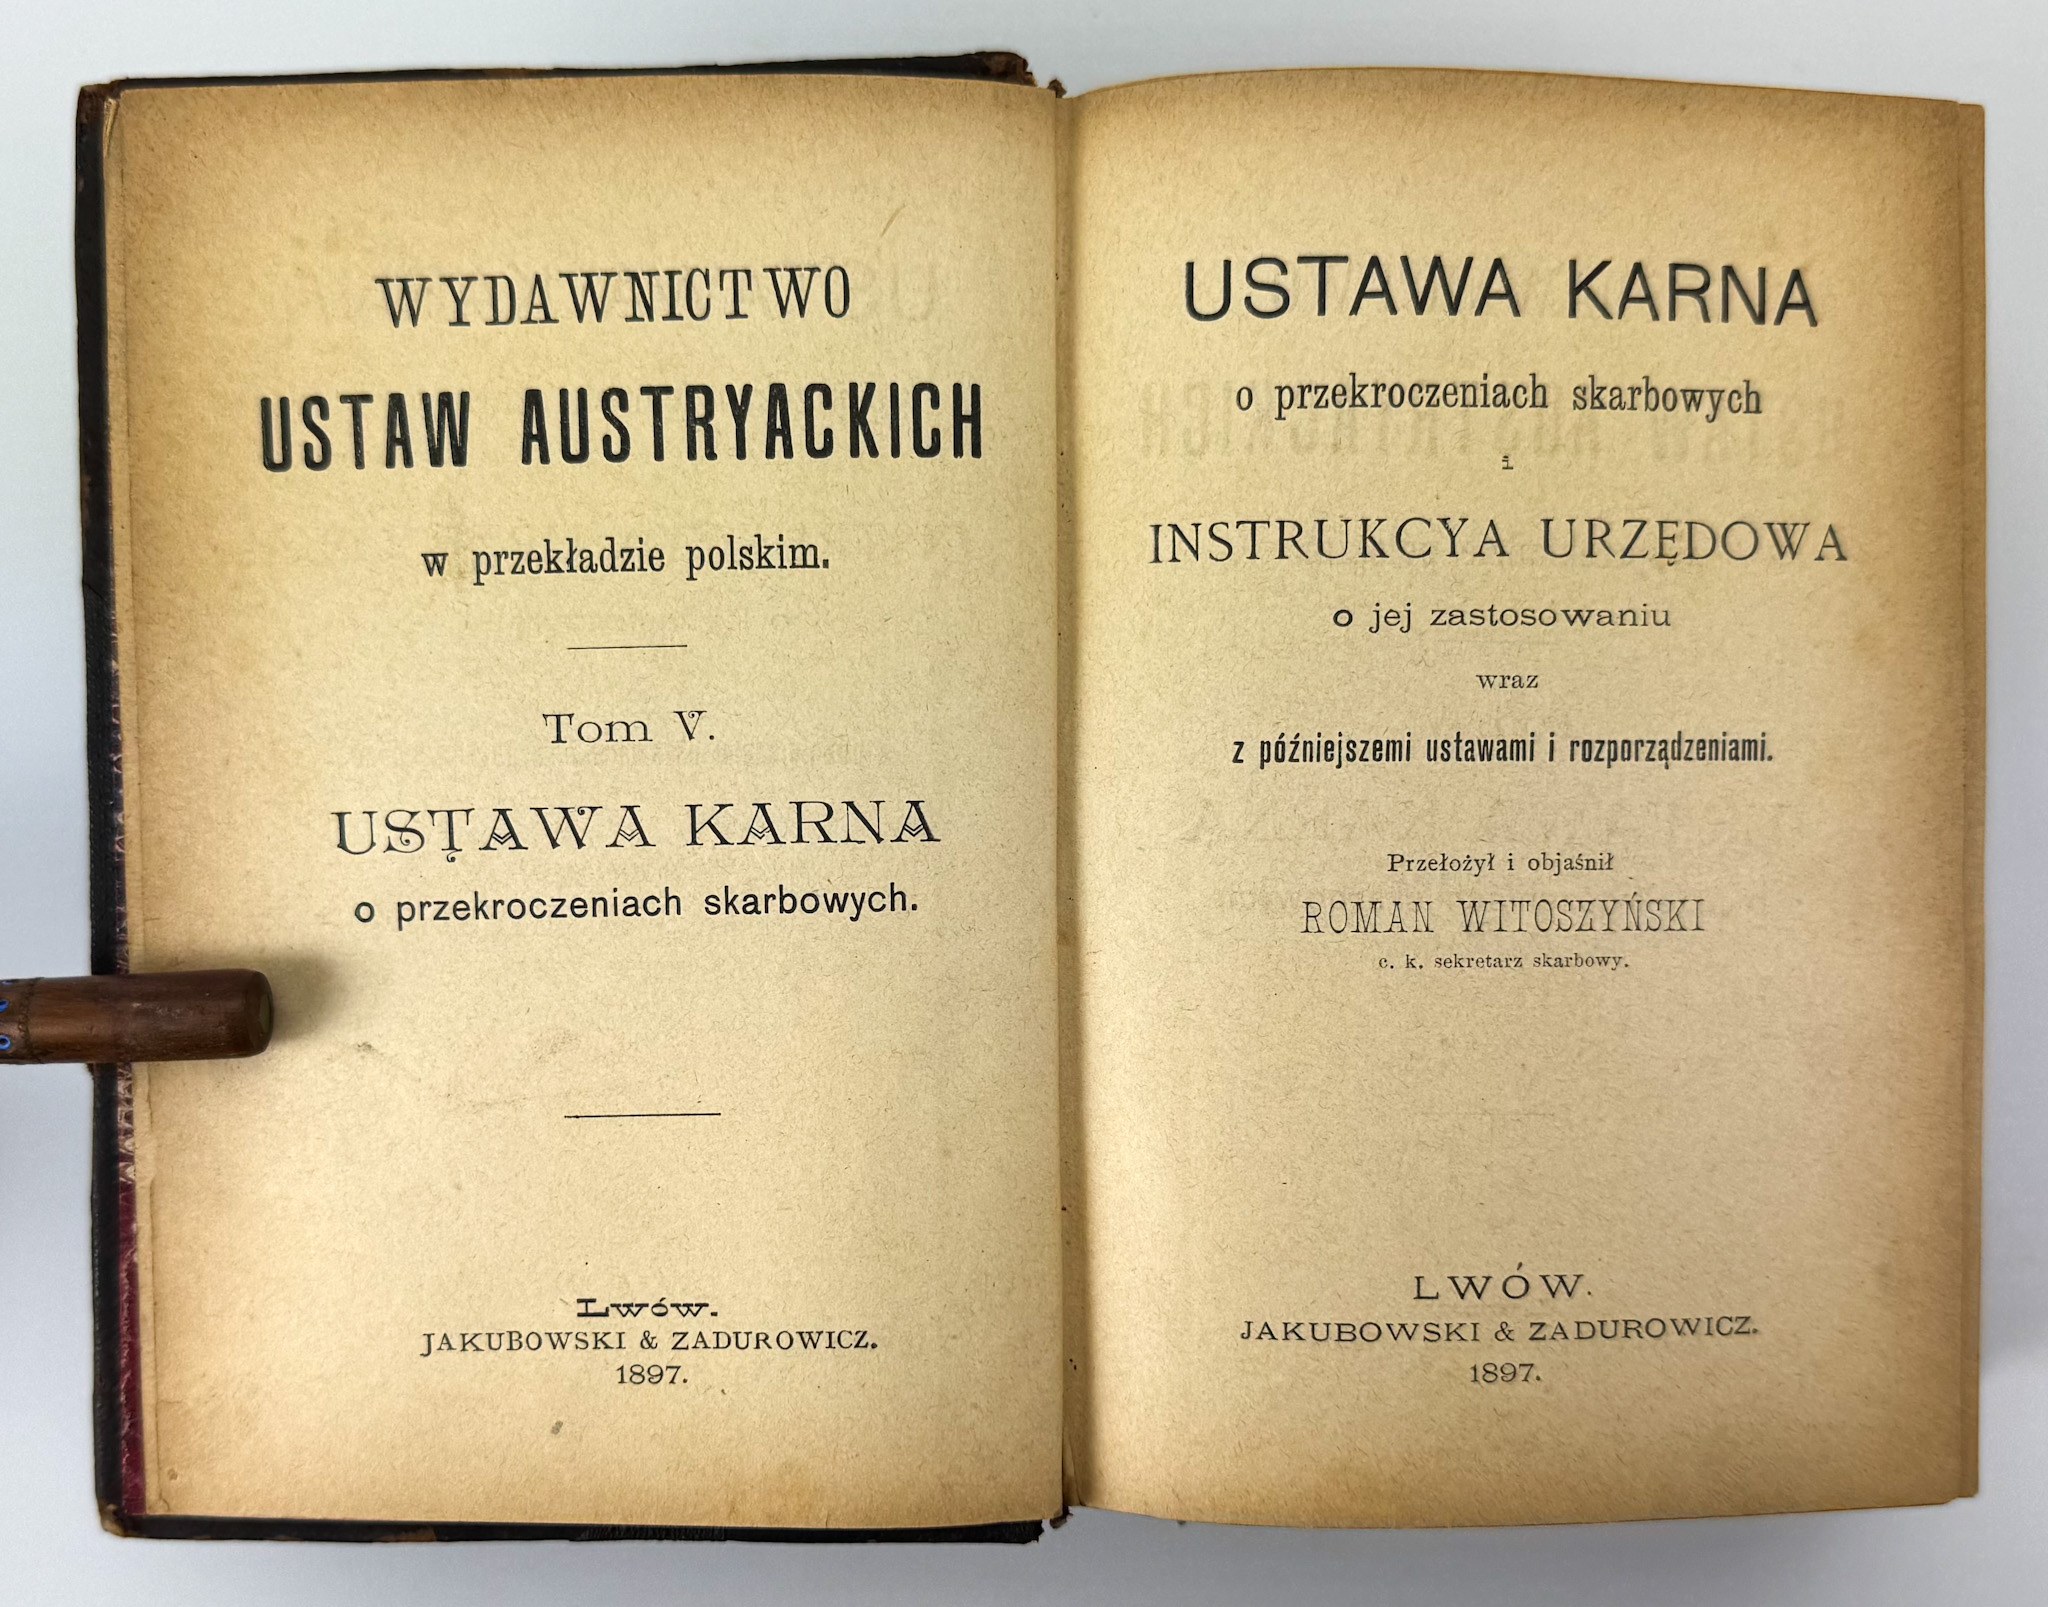 WYDAWNICTWO
USTAW AUSTRYACKICH
w przekładzie polskim.
Tom V.
USTAWA KARNA
o przekroczeniach skarbowych.
Lwów.
JAKUBOWSKI & ZADUROWICZ.
1897.
USTAWA KARNA
o przekroczeniach skarbowych
i
INSTRUKCYA URZĘDOWA
o jej zastosowaniu
wraz
z późniejszemi ustawami i rozporządzeniami.
Przełożył i objaśnił
ROMAN WITOSZYŃSKI
c. k. sekretarz skarbowy.
LWÓW.
JAKUBOWSKI & ZADUROWICZ.
1897.